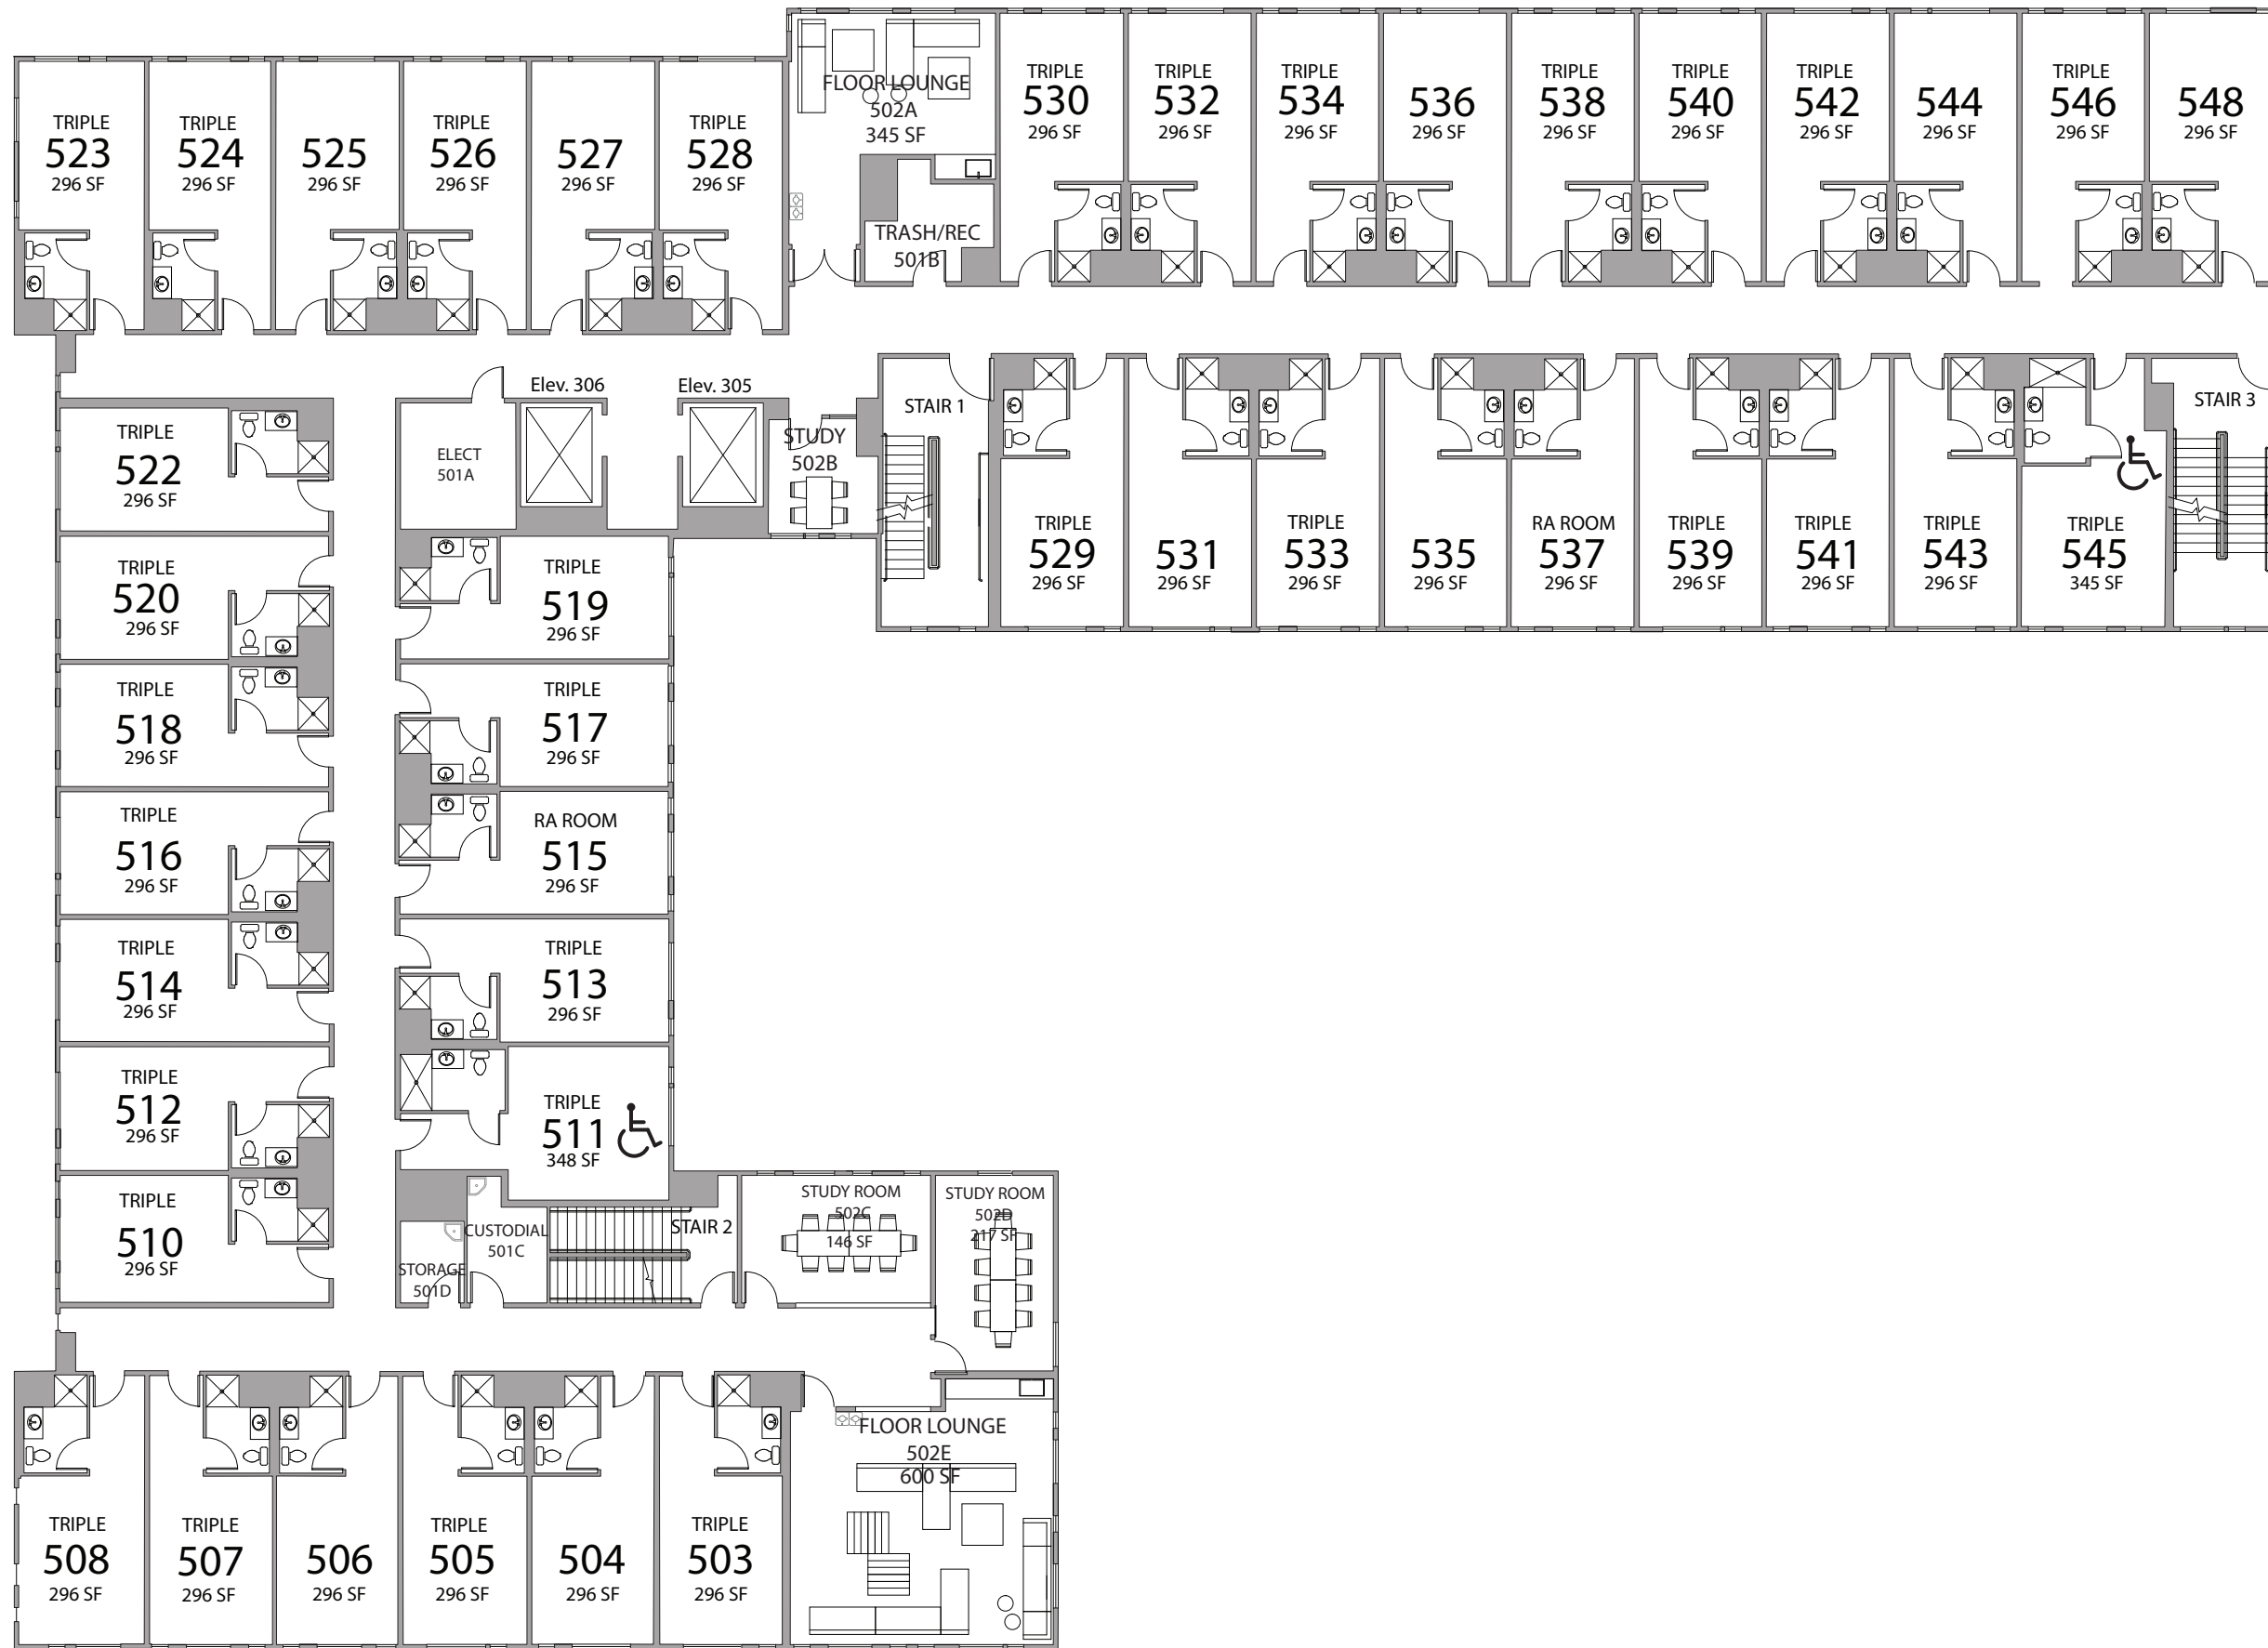 FLOOR LOUNGE
502A
345 SF
TRIPLE
530
296 SF
TRIPLE
532
296 SF
TRIPLE
534
296 SF
536
296 SF
TRIPLE
538
296 SF
TRIPLE
540
296 SF
TRIPLE
542
296 SF
544
296 SF
TRIPLE
546
296 SF
548
296 SF
TRIPLE
523
296 SF
TRIPLE
524
296 SF
525
296 SF
TRIPLE
526
296 SF
527
296 SF
TRIPLE
528
296 SF
TRASH/REC
501B
Elev. 306
Elev. 305
STAIR 1
STAIR 3
STUDY
502B
ELECT
501A
TRIPLE
522
296 SF
TRIPLE
529
296 SF
531
296 SF
TRIPLE
533
296 SF
535
296 SF
RA ROOM
537
296 SF
TRIPLE
539
296 SF
TRIPLE
541
296 SF
TRIPLE
543
296 SF
TRIPLE
545
345 SF
TRIPLE
520
296 SF
TRIPLE
519
296 SF
TRIPLE
518
296 SF
TRIPLE
517
296 SF
TRIPLE
516
296 SF
RA ROOM
515
296 SF
TRIPLE
514
296 SF
TRIPLE
513
296 SF
TRIPLE
512
296 SF
TRIPLE
511
348 SF
TRIPLE
510
296 SF
STORAGE
501D
CUSTODIAL
501C
STAIR 2
STUDY ROOM
502C
146 SF
STUDY ROOM
502D
217 SF
FLOOR LOUNGE
502E
600 SF
TRIPLE
508
296 SF
TRIPLE
507
296 SF
506
296 SF
TRIPLE
505
296 SF
504
296 SF
TRIPLE
503
296 SF